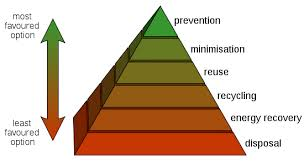 most
favoured
option
prevention
minimisation
reuse
recycling
energy recovery
disposal
least
favoured
option